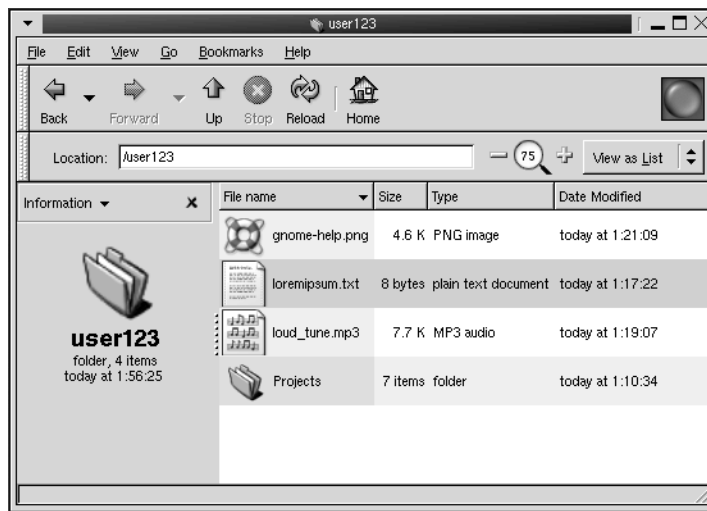 user123
File Edit View Go Bookmarks Help
Back Forward Up Stop Reload Home
Location: /user123 75 View as List
Information File name Size Type Date Modified
gnome-help.png 4.6 K PNG image today at 1:21:09
loremipsum.txt 8 bytes plain text document today at 1:17:22
loud_tune.mp3 7.7 K MP3 audio today at 1:19:07
Projects 7 items folder today at 1:10:34
user123
folder, 4 items
today at 1:56:25